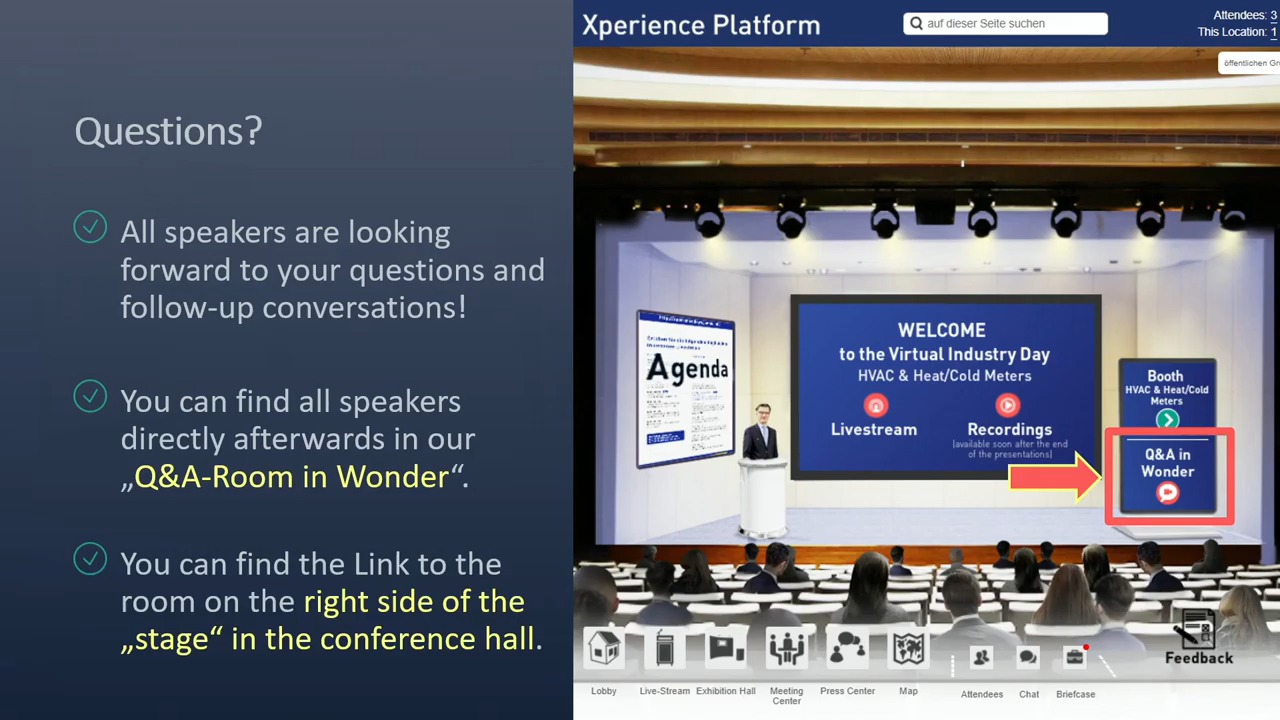 Questions?
All speakers are looking
forward to your questions and
follow-up conversations!
You can find all speakers
directly afterwards in our
„Q&A-Room in Wonder“.
You can find the Link to the
room on the right side of the
„stage“ in the conference hall.
Xperience Platform
auf dieser Seite suchen
Attendees: 3
This Location: 1
öffentlichen Gr
Agenda
WELCOME
to the Virtual Industry Day
HVAC & Heat/Cold Meters
Livestream
Recordings
(available soon after the end
of the presentations)
Booth
HVAC & Heat/Cold
Meters
Q&A in
Wonder
Feedback
Lobby
Live-Stream
Exhibition Hall
Meeting
Center
Press Center
Map
Attendees
Chat
Briefcase